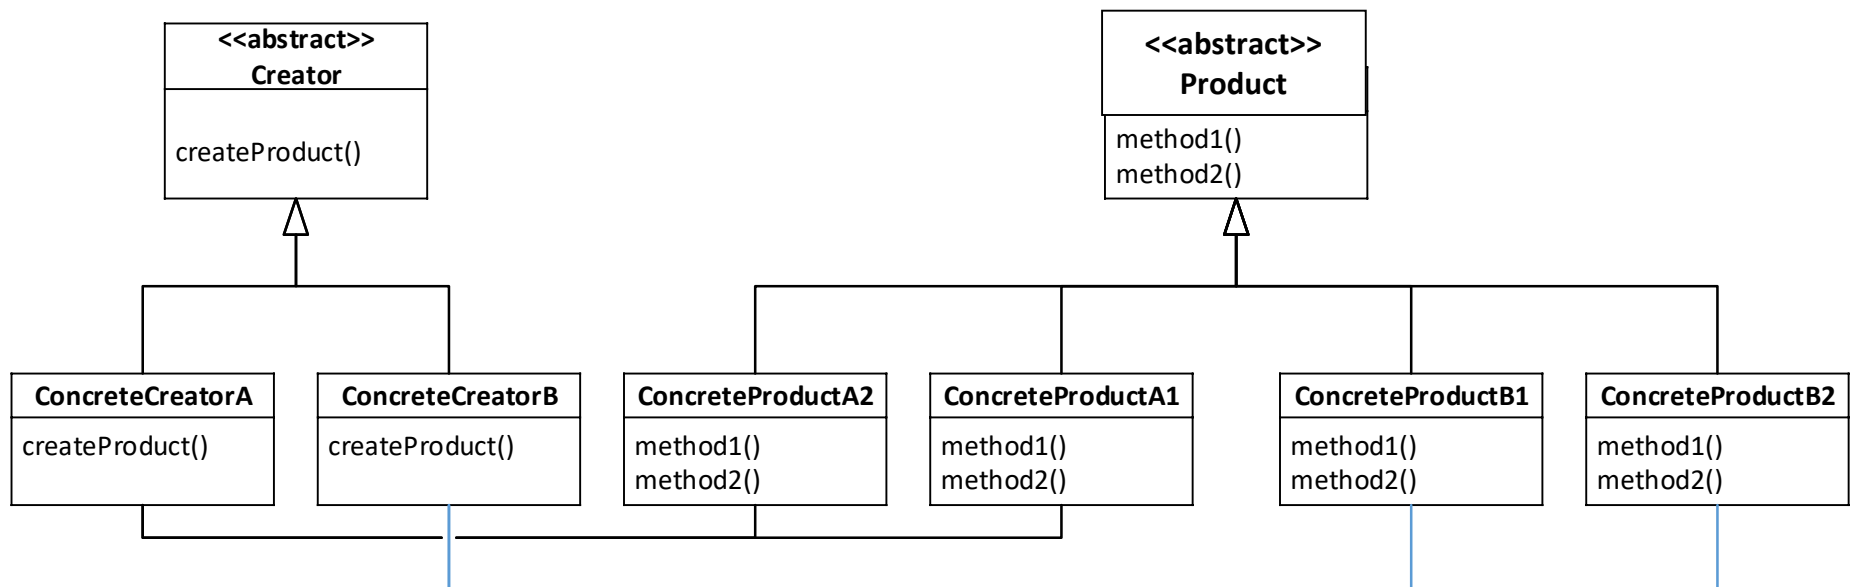 <<abstract>>
Creator
createProduct()
<<abstract>>
Product
method1()
method2()
ConcreteCreatorA
createProduct()
ConcreteCreatorB
createProduct()
ConcreteProductA2
method1()
method2()
ConcreteProductA1
method1()
method2()
ConcreteProductB1
method1()
method2()
ConcreteProductB2
method1()
method2()